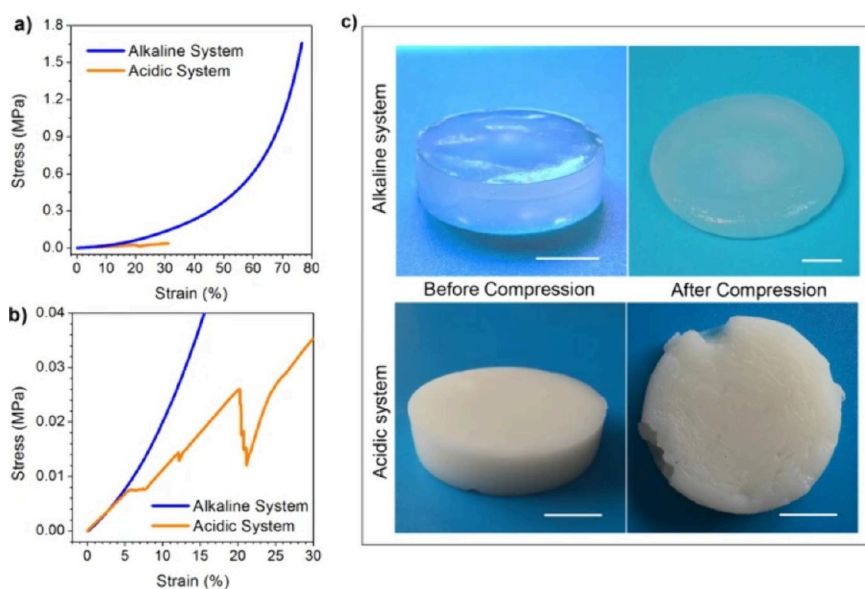 a)
1.8
1.5
1.2
0.9
0.6
0.3
0.0
Stress (MPa)
Alkaline System
Acidic System
0 10 20 30 40 50 60 70 80
Strain (%)
b)
0.04
0.03
0.02
0.01
0.00
Stress (MPa)
Alkaline System
Acidic System
0 5 10 15 20 25 30
Strain (%)
c)
Alkaline system
Before Compression
After Compression
Acidic system